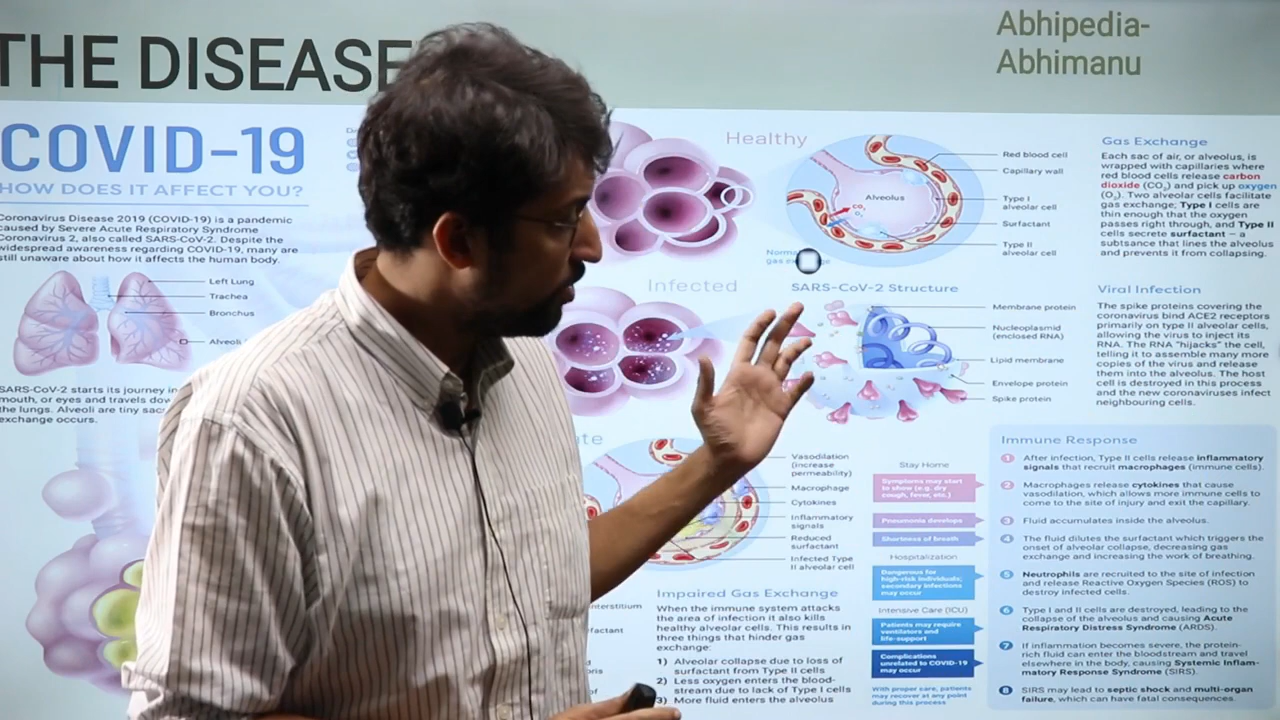 THE DISEASE
Abhipedia-
Abhimanu
COVID-19
HOW DOES IT AFFECT YOU?
Coronavirus Disease 2019 (COVID-19) is a pandemic
caused by Severe Acute Respiratory Syndrome
Coronavirus 2, also called SARS-CoV-2. Despite the
widespread awareness regarding COVID-19, many are
still unaware about how it affects the human body.
Left Lung
Trachea
Bronchus
Alveoli
SARS-CoV-2 starts its journey in
mouth, or eyes and travels dow
the lungs. Alveoli are tiny sacs
exchange occurs.
Healthy
Alveolus
CO₂
O₂
Red blood cell
Capillary wall
Type I
alveolar cell
Surfactant
Type II
alveolar cell
Gas Exchange
Each sac of air, or alveolus, is
wrapped with capillaries where
red blood cells release carbon
dioxide (CO₂) and pick up oxygen
(O₂). Two alveolar cells facilitate
gas exchange; Type I cells are
thin enough that the oxygen
passes right through, and Type II
cells secrete surfactant — a
subtsance that lines the alveolus
and prevents it from collapsing.
Infected
SARS-CoV-2 Structure
Membrane protein
Nucleoplasmid
(enclosed RNA)
Lipid membrane
Envelope protein
Spike protein
Viral Infection
The spike proteins covering the
coronavirus bind ACE2 receptors
primarily on type II alveolar cells,
allowing the virus to inject its
RNA. The RNA "hijacks" the cell,
telling it to assemble many more
copies of the virus and release
them into the alveolus. The host
cell is destroyed in this process
and the new coronaviruses infect
neighbouring cells.
Vasodilation
(increase
permeability)
Macrophage
Cytokines
Inflammatory
signals
Reduced
surfactant
Infected Type
II alveolar cell
Impaired Gas Exchange
When the immune system attacks
the area of infection it also kills
healthy alveolar cells. This results in
three things that hinder gas
exchange:
1) Alveolar collapse due to loss of
surfactant from Type II cells
2) Less oxygen enters the blood-
stream due to lack of Type I cells
3) More fluid enters the alveolus
Stay Home
Symptoms may start
to show (e.g. dry
cough, fever, etc.)
Pneumonia develops
Shortness of breath
Hospitalization
Dangerous for
high-risk individuals;
secondary infections
may occur
Intensive Care (ICU)
Patients may require
ventilators and
life-support
Complications
unrelated to COVID-19
may occur
With proper care, patients
may recover at any point
during this process
Immune Response
1 After infection, Type II cells release inflammatory
signals that recruit macrophages (immune cells).
2 Macrophages release cytokines that cause
vasodilation, which allows more immune cells to
come to the site of injury and exit the capillary.
3 Fluid accumulates inside the alveolus.
4 The fluid dilutes the surfactant which triggers the
onset of alveolar collapse, decreasing gas
exchange and increasing the work of breathing.
5 Neutrophils are recruited to the site of infection
and release Reactive Oxygen Species (ROS) to
destroy infected cells.
6 Type I and II cells are destroyed, leading to the
collapse of the alveolus and causing Acute
Respiratory Distress Syndrome (ARDS).
7 If inflammation becomes severe, the protein-
rich fluid can enter the bloodstream and travel
elsewhere in the body, causing Systemic Inflam-
matory Response Syndrome (SIRS).
8 SIRS may lead to septic shock and multi-organ
failure, which can have fatal consequences.